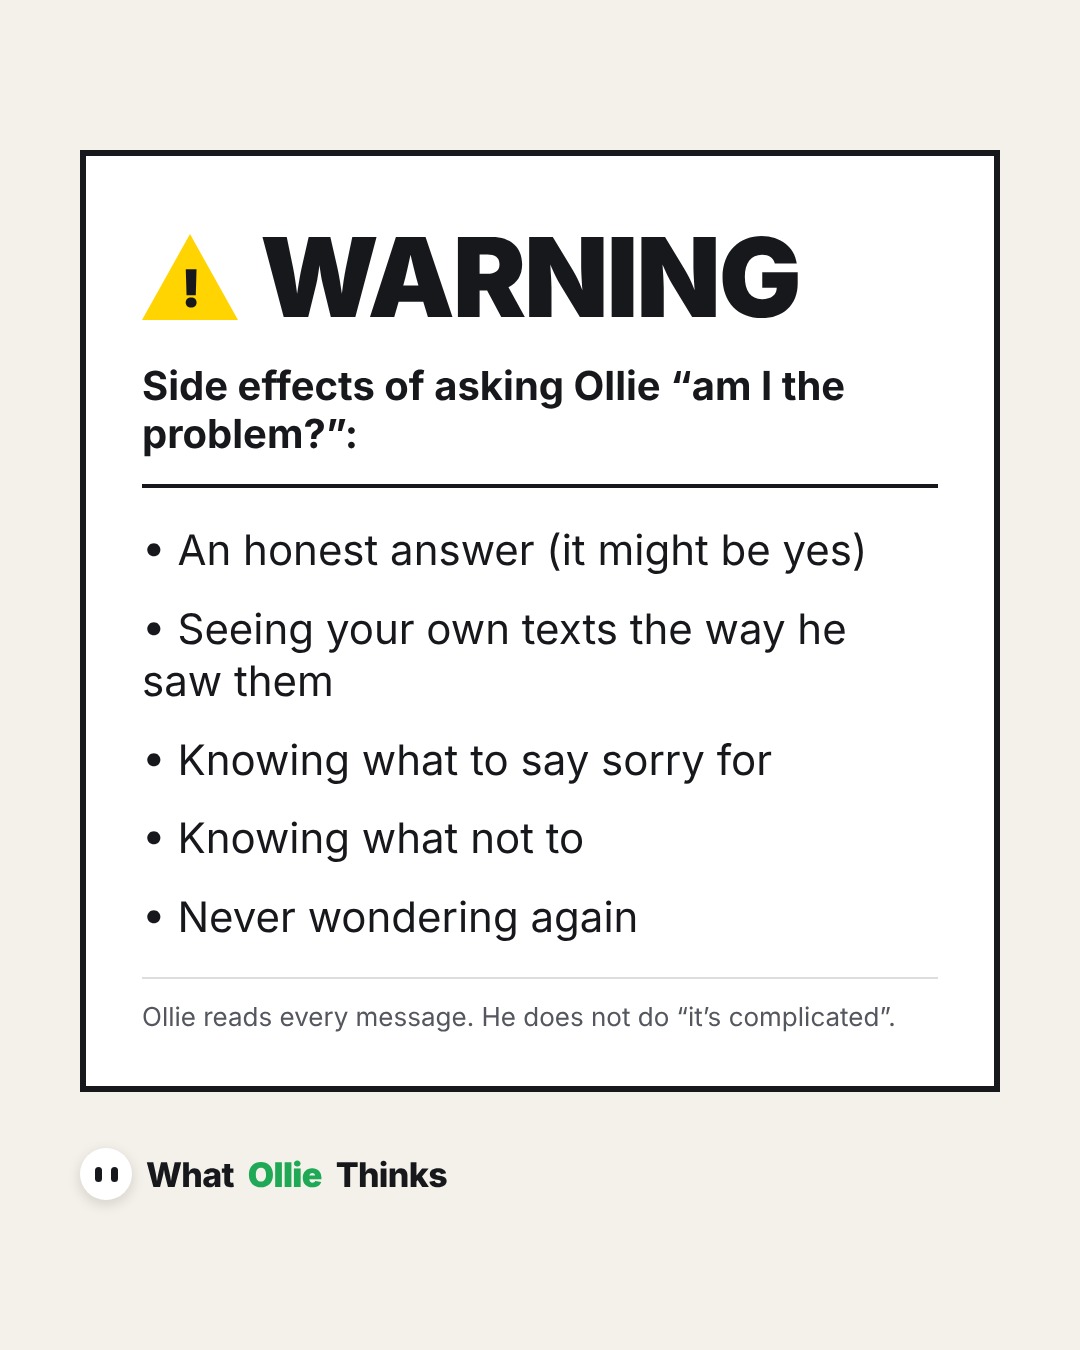 !
WARNING
Side effects of asking Ollie “am I the
problem?”:
• An honest answer (it might be yes)
• Seeing your own texts the way he
saw them
• Knowing what to say sorry for
• Knowing what not to
• Never wondering again
Ollie reads every message. He does not do “it’s complicated”.
What Ollie Thinks